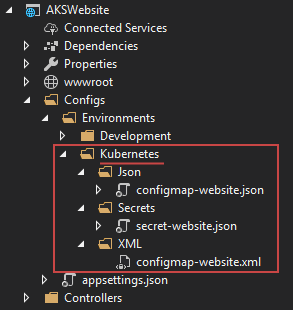 AKSWebsite
Connected Services
Dependencies
Properties
wwwroot
Configs
Environments
Development
Kubernetes
Json
configmap-website.json
Secrets
secret-website.json
XML
configmap-website.xml
appsettings.json
Controllers